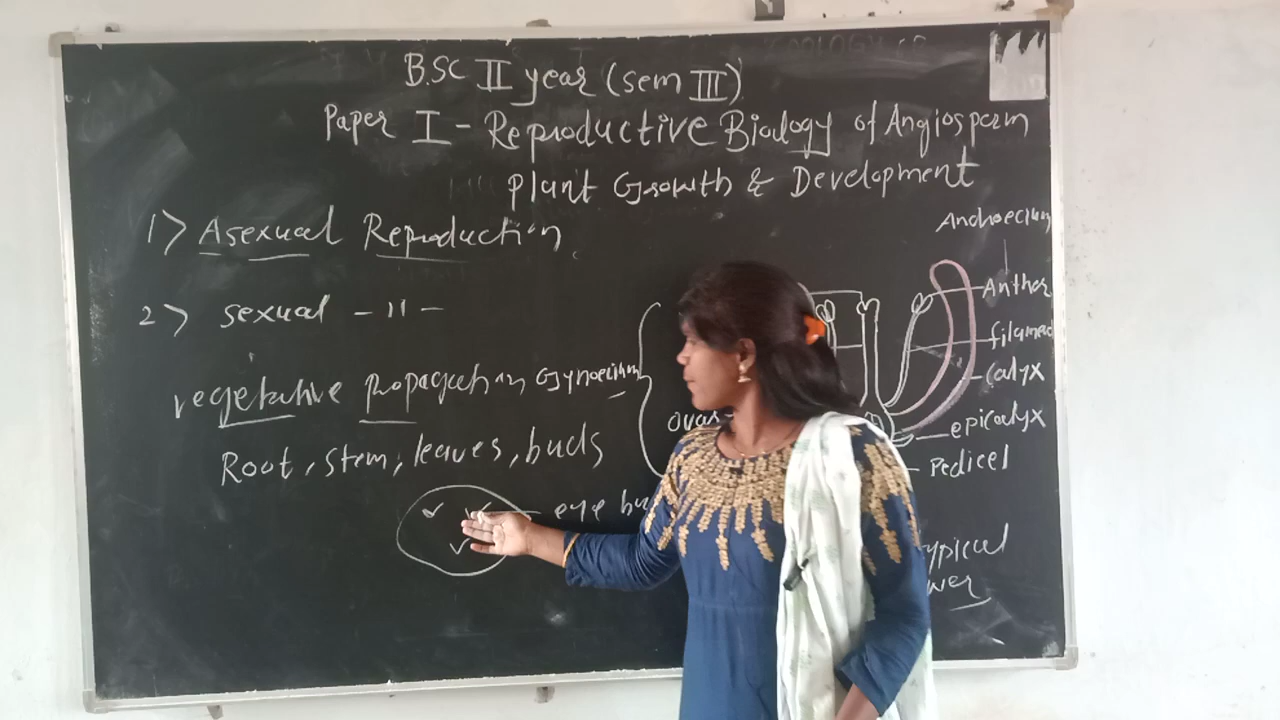 B.SC II year (sem III)
Paper I - Reproductive Biology of Angiosperm
plant Growth & Development
1) Asexual Reproduction
2) sexual - 11 -
vegetative propagation
Root, stem, leaves, buds
eye bu
Gynoecium
ovar
Androecium
Anther
filament
calyx
epicalyx
Pedicel
ypical
wer